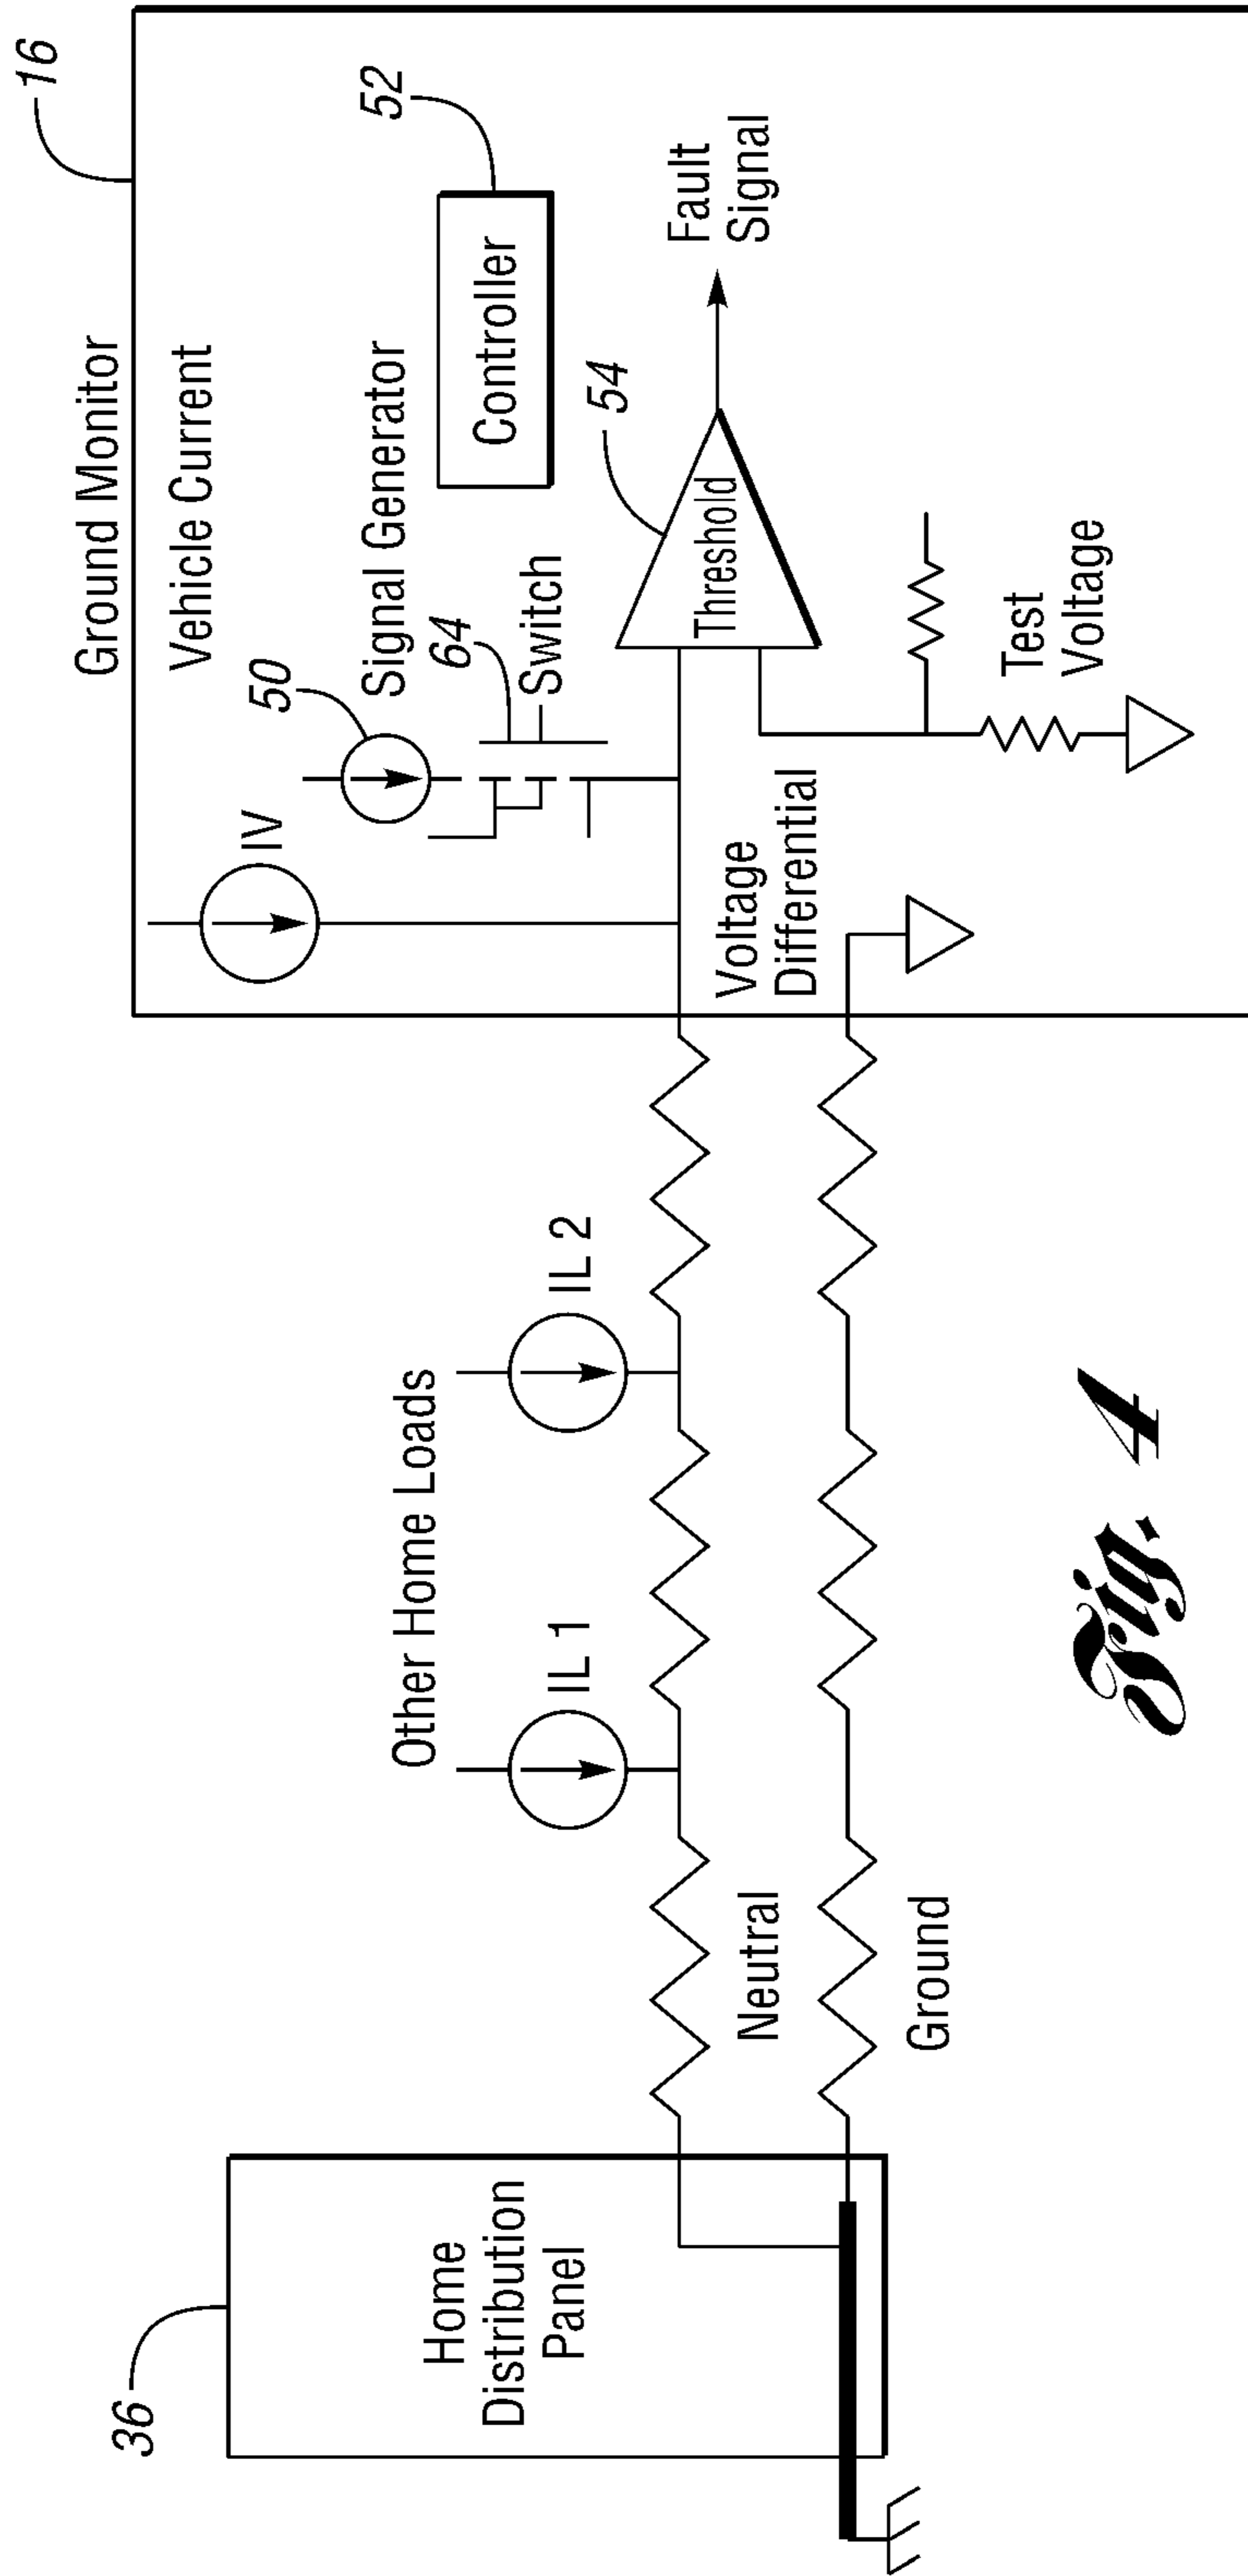 36
Home
Distribution
Panel
Other Home Loads
IL 1
IL 2
Neutral
Ground
Ground Monitor
16
Vehicle Current
IV
50
Signal Generator
64
Switch
52
Controller
54
Threshold
Fault
Signal
Voltage
Differential
Test
Voltage
Fig. 4